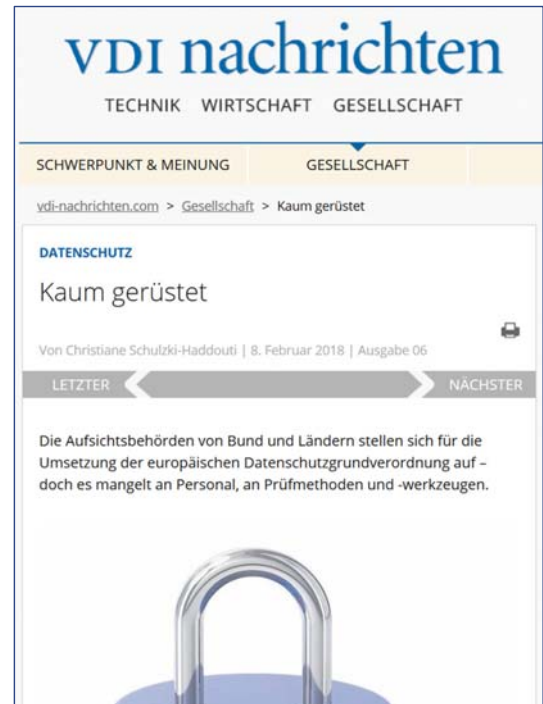 VDI nachrichten
TECHNIK WIRTSCHAFT GESELLSCHAFT
SCHWERPUNKT & MEINUNG GESELLSCHAFT
vdi-nachrichten.com > Gesellschaft > Kaum gerüstet
DATENSCHUTZ
Kaum gerüstet
Von Christiane Schulzki-Haddouti | 8. Februar 2018 | Ausgabe 06
LETZTER NÄCHSTER
Die Aufsichtsbehörden von Bund und Ländern stellen sich für die
Umsetzung der europäischen Datenschutzgrundverordnung auf –
doch es mangelt an Personal, an Prüfmethoden und -werkzeugen.